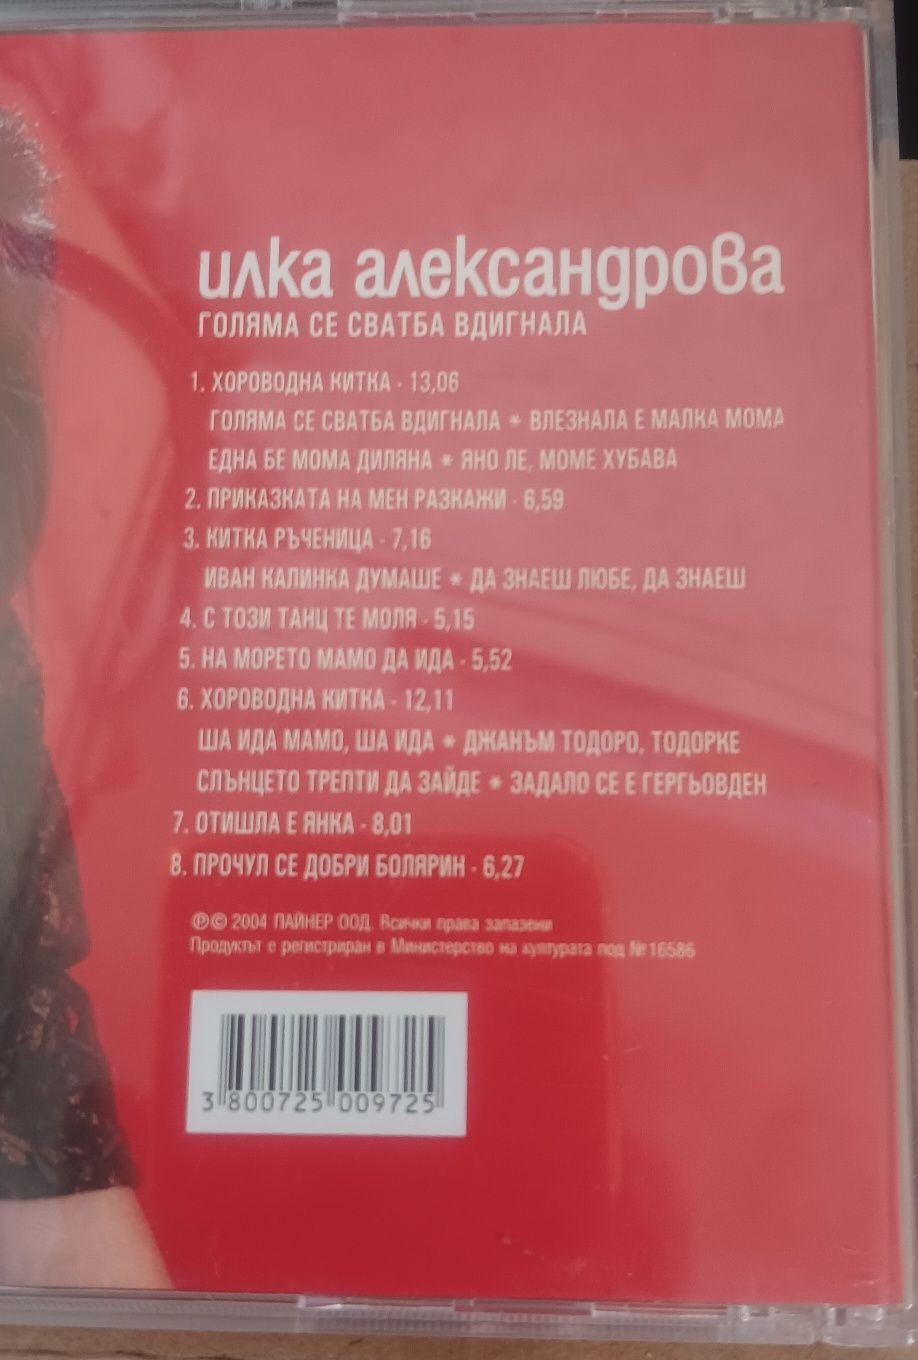 илка александрова
ГОЛЯМА СЕ СВАТБА ВДИГНАЛА
1. ХОРОВОДНА КИТКА - 13,06
ГОЛЯМА СЕ СВАТБА ВДИГНАЛА * ВЛЕЗНАЛА Е МАЛКА МОМА
ЕДНА БЕ МОМА ДИЛЯНА * ЯНО ЛЕ, МОМЕ ХУБАВА
2. ПРИКАЗКАТА НА МЕН РАЗКАЖИ - 6,59
3. КИТКА РЪЧЕНИЦА - 7,16
ИВАН КАЛИНКА ДУМАШЕ * ДА ЗНАЕШ ЛЮБЕ, ДА ЗНАЕШ
4. С ТОЗИ ТАНЦ ТЕ МОЛЯ - 5,15
5. НА МОРЕТО МАМО ДА ИДА - 5,52
6. ХОРОВОДНА КИТКА - 12,11
ША ИДА МАМО, ША ИДА * ДЖАНЪМ ТОДОРО, ТОДОРКЕ
СЛЪНЦЕТО ТРЕПТИ ДА ЗАЙДЕ * ЗАДАЛО СЕ Е ГЕРГЬОВДЕН
7. ОТИШЛА Е ЯНКА - 8,01
8. ПРОЧУЛ СЕ ДОБРИ БОЛЯРИН - 6,27
℗© 2004 ПАЙНЕР ООД. Всички права запазени
Продуктът е регистриран в Министерство на културата под №16586
3 800725 009725